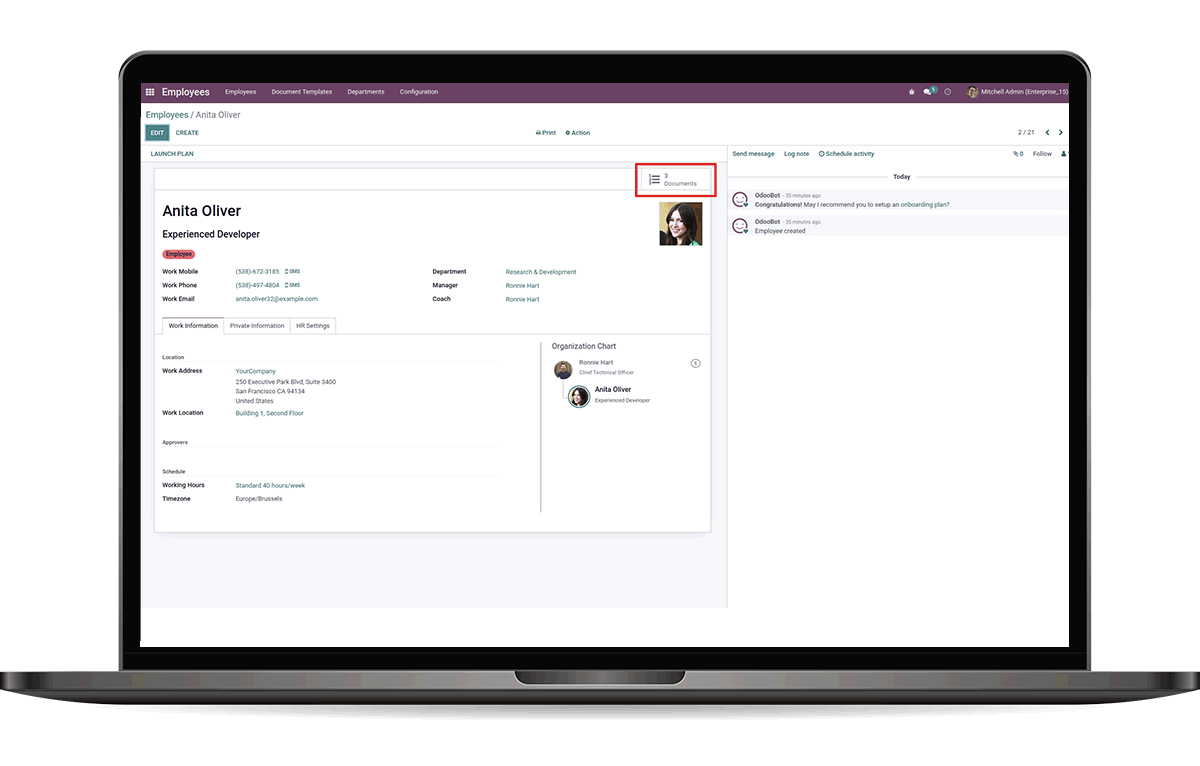 Employees Employees Document Templates Departments Configuration 5 Mitchell Admin (Enterprise_15)
Employees / Anita Oliver
EDIT CREATE Print Action 2 / 21
LAUNCH PLAN Send message Log note Schedule activity 0 Follow
3
Documents
Today
OdooBot - 35 minutes ago
Congratulations! May I recommend you to setup an onboarding plan?
OdooBot - 35 minutes ago
Employee created
Anita Oliver
Experienced Developer
Employee
Work Mobile (538)-672-3185 SMS
Work Phone (538)-497-4804 SMS
Work Email anita.oliver32@example.com
Department Research & Development
Manager Ronnie Hart
Coach Ronnie Hart
Work Information Private Information HR Settings
Location
Work Address YourCompany
250 Executive Park Blvd, Suite 3400
San Francisco CA 94134
United States
Work Location Building 1, Second Floor
Approvers
Schedule
Working Hours Standard 40 hours/week
Timezone Europe/Brussels
Organization Chart
Ronnie Hart
Chief Technical Officer
Anita Oliver
Experienced Developer